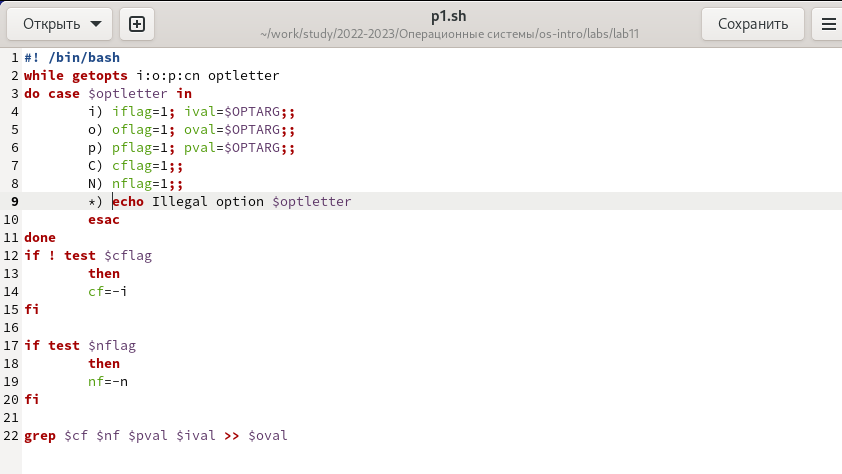 Открыть
p1.sh
~/work/study/2022-2023/Операционные системы/os-intro/labs/lab11
Сохранить
1 #! /bin/bash
2 while getopts i:o:p:cn optletter
3 do case $optletter in
4 i) iflag=1; ival=$OPTARG;;
5 o) oflag=1; oval=$OPTARG;;
6 p) pflag=1; pval=$OPTARG;;
7 C) cflag=1;;
8 N) nflag=1;;
9 *) echo Illegal option $optletter
10 esac
11 done
12 if ! test $cflag
13 then
14 cf=-i
15 fi
16
17 if test $nflag
18 then
19 nf=-n
20 fi
21
22 grep $cf $nf $pval $ival >> $oval